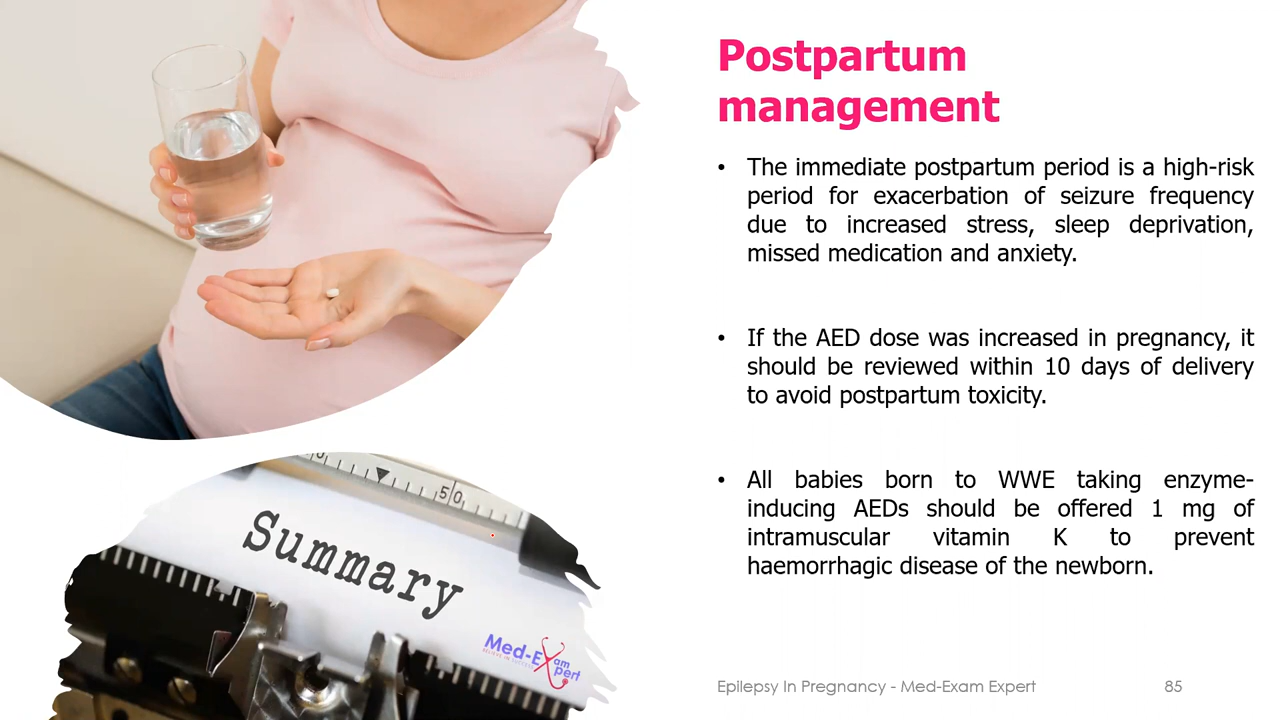 Postpartum
management
• The immediate postpartum period is a high-risk
period for exacerbation of seizure frequency
due to increased stress, sleep deprivation,
missed medication and anxiety.
• If the AED dose was increased in pregnancy, it
should be reviewed within 10 days of delivery
to avoid postpartum toxicity.
• All babies born to WWE taking enzyme-
inducing AEDs should be offered 1 mg of
intramuscular vitamin K to prevent
haemorrhagic disease of the newborn.
50
Summary
Med-Exam
Expert
BELIEVE IN SUCCESS
Epilepsy In Pregnancy - Med-Exam Expert 85